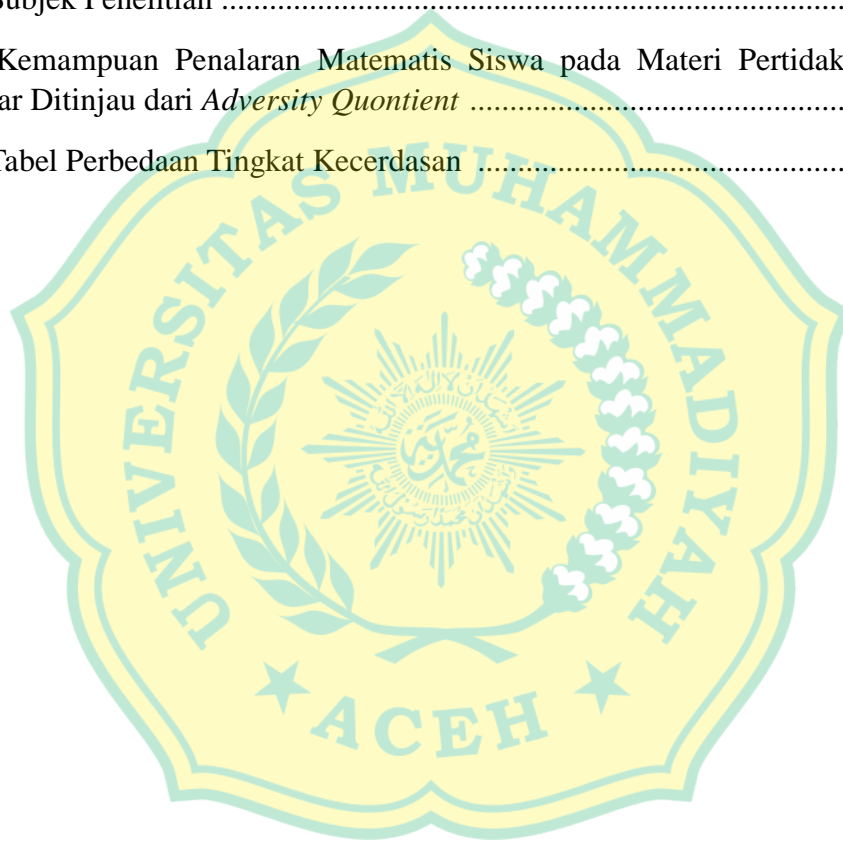 Subjek Penelitian ................................................................................
Kemampuan Penalaran Matematis Siswa pada Materi Pertidak
ar Ditinjau dari Adversity Quontient ................................................
Tabel Perbedaan Tingkat Kecerdasan ..............................................
UNIVERSITAS MUHAMMADIYAH
محمد
★ ACEH ★